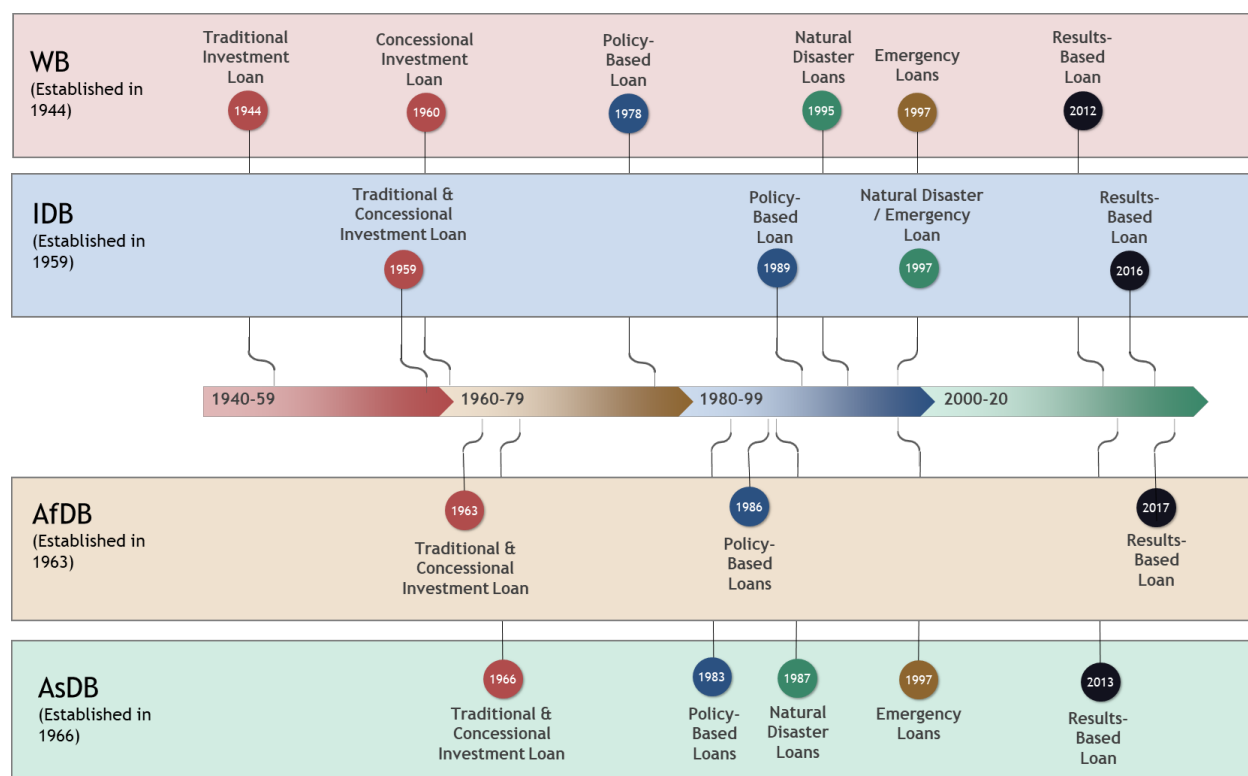 WB
(Established in
1944)
Traditional
Investment
Loan
1944
Concessional
Investment
Loan
1960
Policy-
Based
Loan
1978
Natural
Disaster
Loans
1995
Emergency
Loans
1997
Results-
Based
Loan
2012
IDB
(Established in
1959)
Traditional &
Concessional
Investment Loan
1959
Policy-
Based
Loan
1989
Natural Disaster
/ Emergency
Loan
1997
Results-
Based
Loan
2016
1940-59
1960-79
1980-99
2000-20
AfDB
(Established in
1963)
1963
Traditional &
Concessional
Investment Loan
1986
Policy-
Based
Loans
2017
Results-
Based
Loan
AsDB
(Established in
1966)
1966
Traditional &
Concessional
Investment Loan
1983
Policy-
Based
Loans
1987
Natural
Disaster
Loans
1997
Emergency
Loans
2013
Results-
Based
Loan